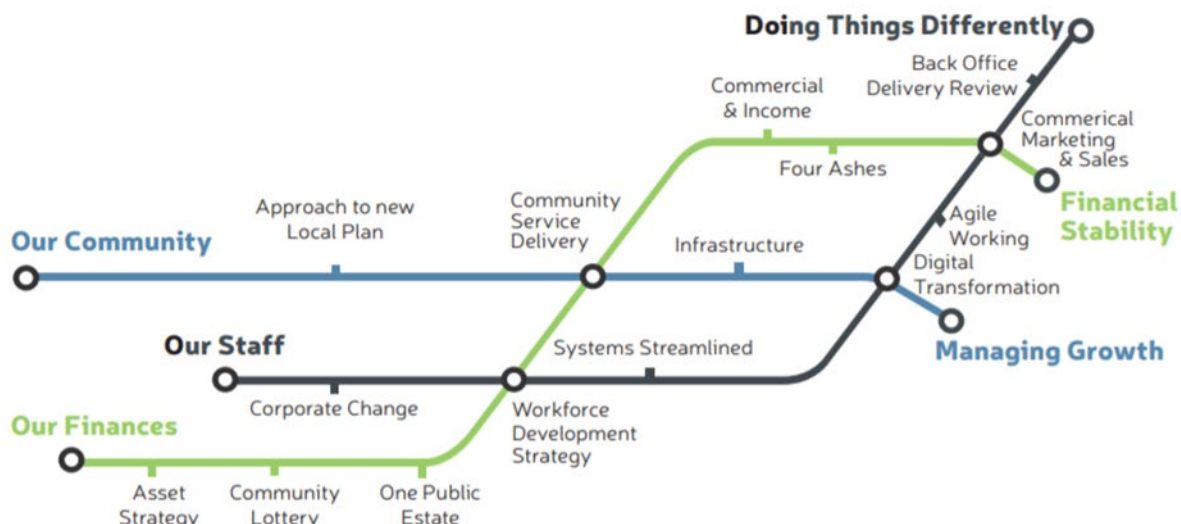 Doing Things Differently
Back Office
Delivery Review
Commercial
& Income
Commerical
Marketing
& Sales
Four Ashes
Financial
Stability
Community
Service
Delivery
Approach to new
Local Plan
Our Community
Infrastructure
Agile
Working
Digital
Transformation
Our Staff
Systems Streamlined
Managing Growth
Corporate Change
Workforce
Development
Strategy
Our Finances
Asset
Strategy
Community
Lottery
One Public
Estate